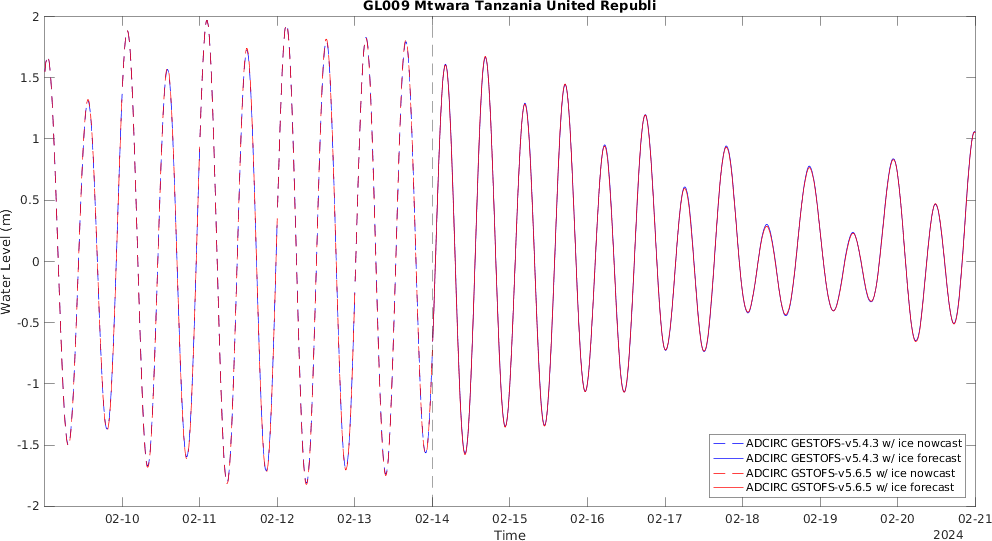 GL009 Mtwara Tanzania United Republi
2
1.5
1
0.5
0
-0.5
-1
-1.5
-2
Water Level (m)
ADCIRC GESTOFS-v5.4.3 w/ ice nowcast
ADCIRC GESTOFS-v5.4.3 w/ ice forecast
ADCIRC GSTOFS-v5.6.5 w/ ice nowcast
ADCIRC GSTOFS-v5.6.5 w/ ice forecast
02-10 02-11 02-12 02-13 02-14 02-15 02-16 02-17 02-18 02-19 02-20 02-21
Time
2024